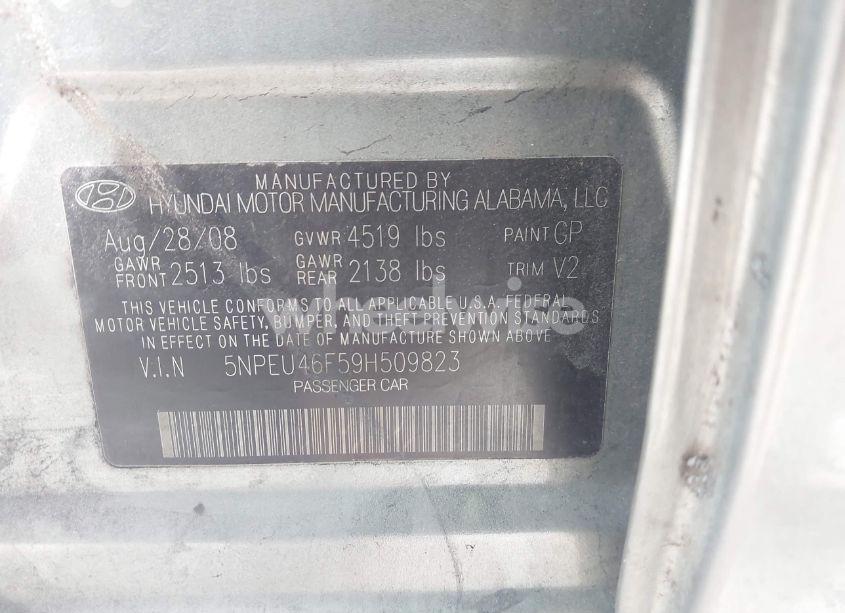 MANUFACTURED BY
HYUNDAI MOTOR MANUFACTURING ALABAMA, LLC
Aug/28/08 GVWR 4519 lbs PAINT GP
GAWR FRONT 2513 lbs GAWR REAR 2138 lbs TRIM V2
THIS VEHICLE CONFORMS TO ALL APPLICABLE U.S.A. FEDERAL
MOTOR VEHICLE SAFETY, BUMPER, AND THEFT PREVENTION STANDARDS
IN EFFECT ON THE DATE OF MANUFACTURE SHOWN ABOVE
V.I.N 5NPEU46F59H509823
PASSENGER CAR